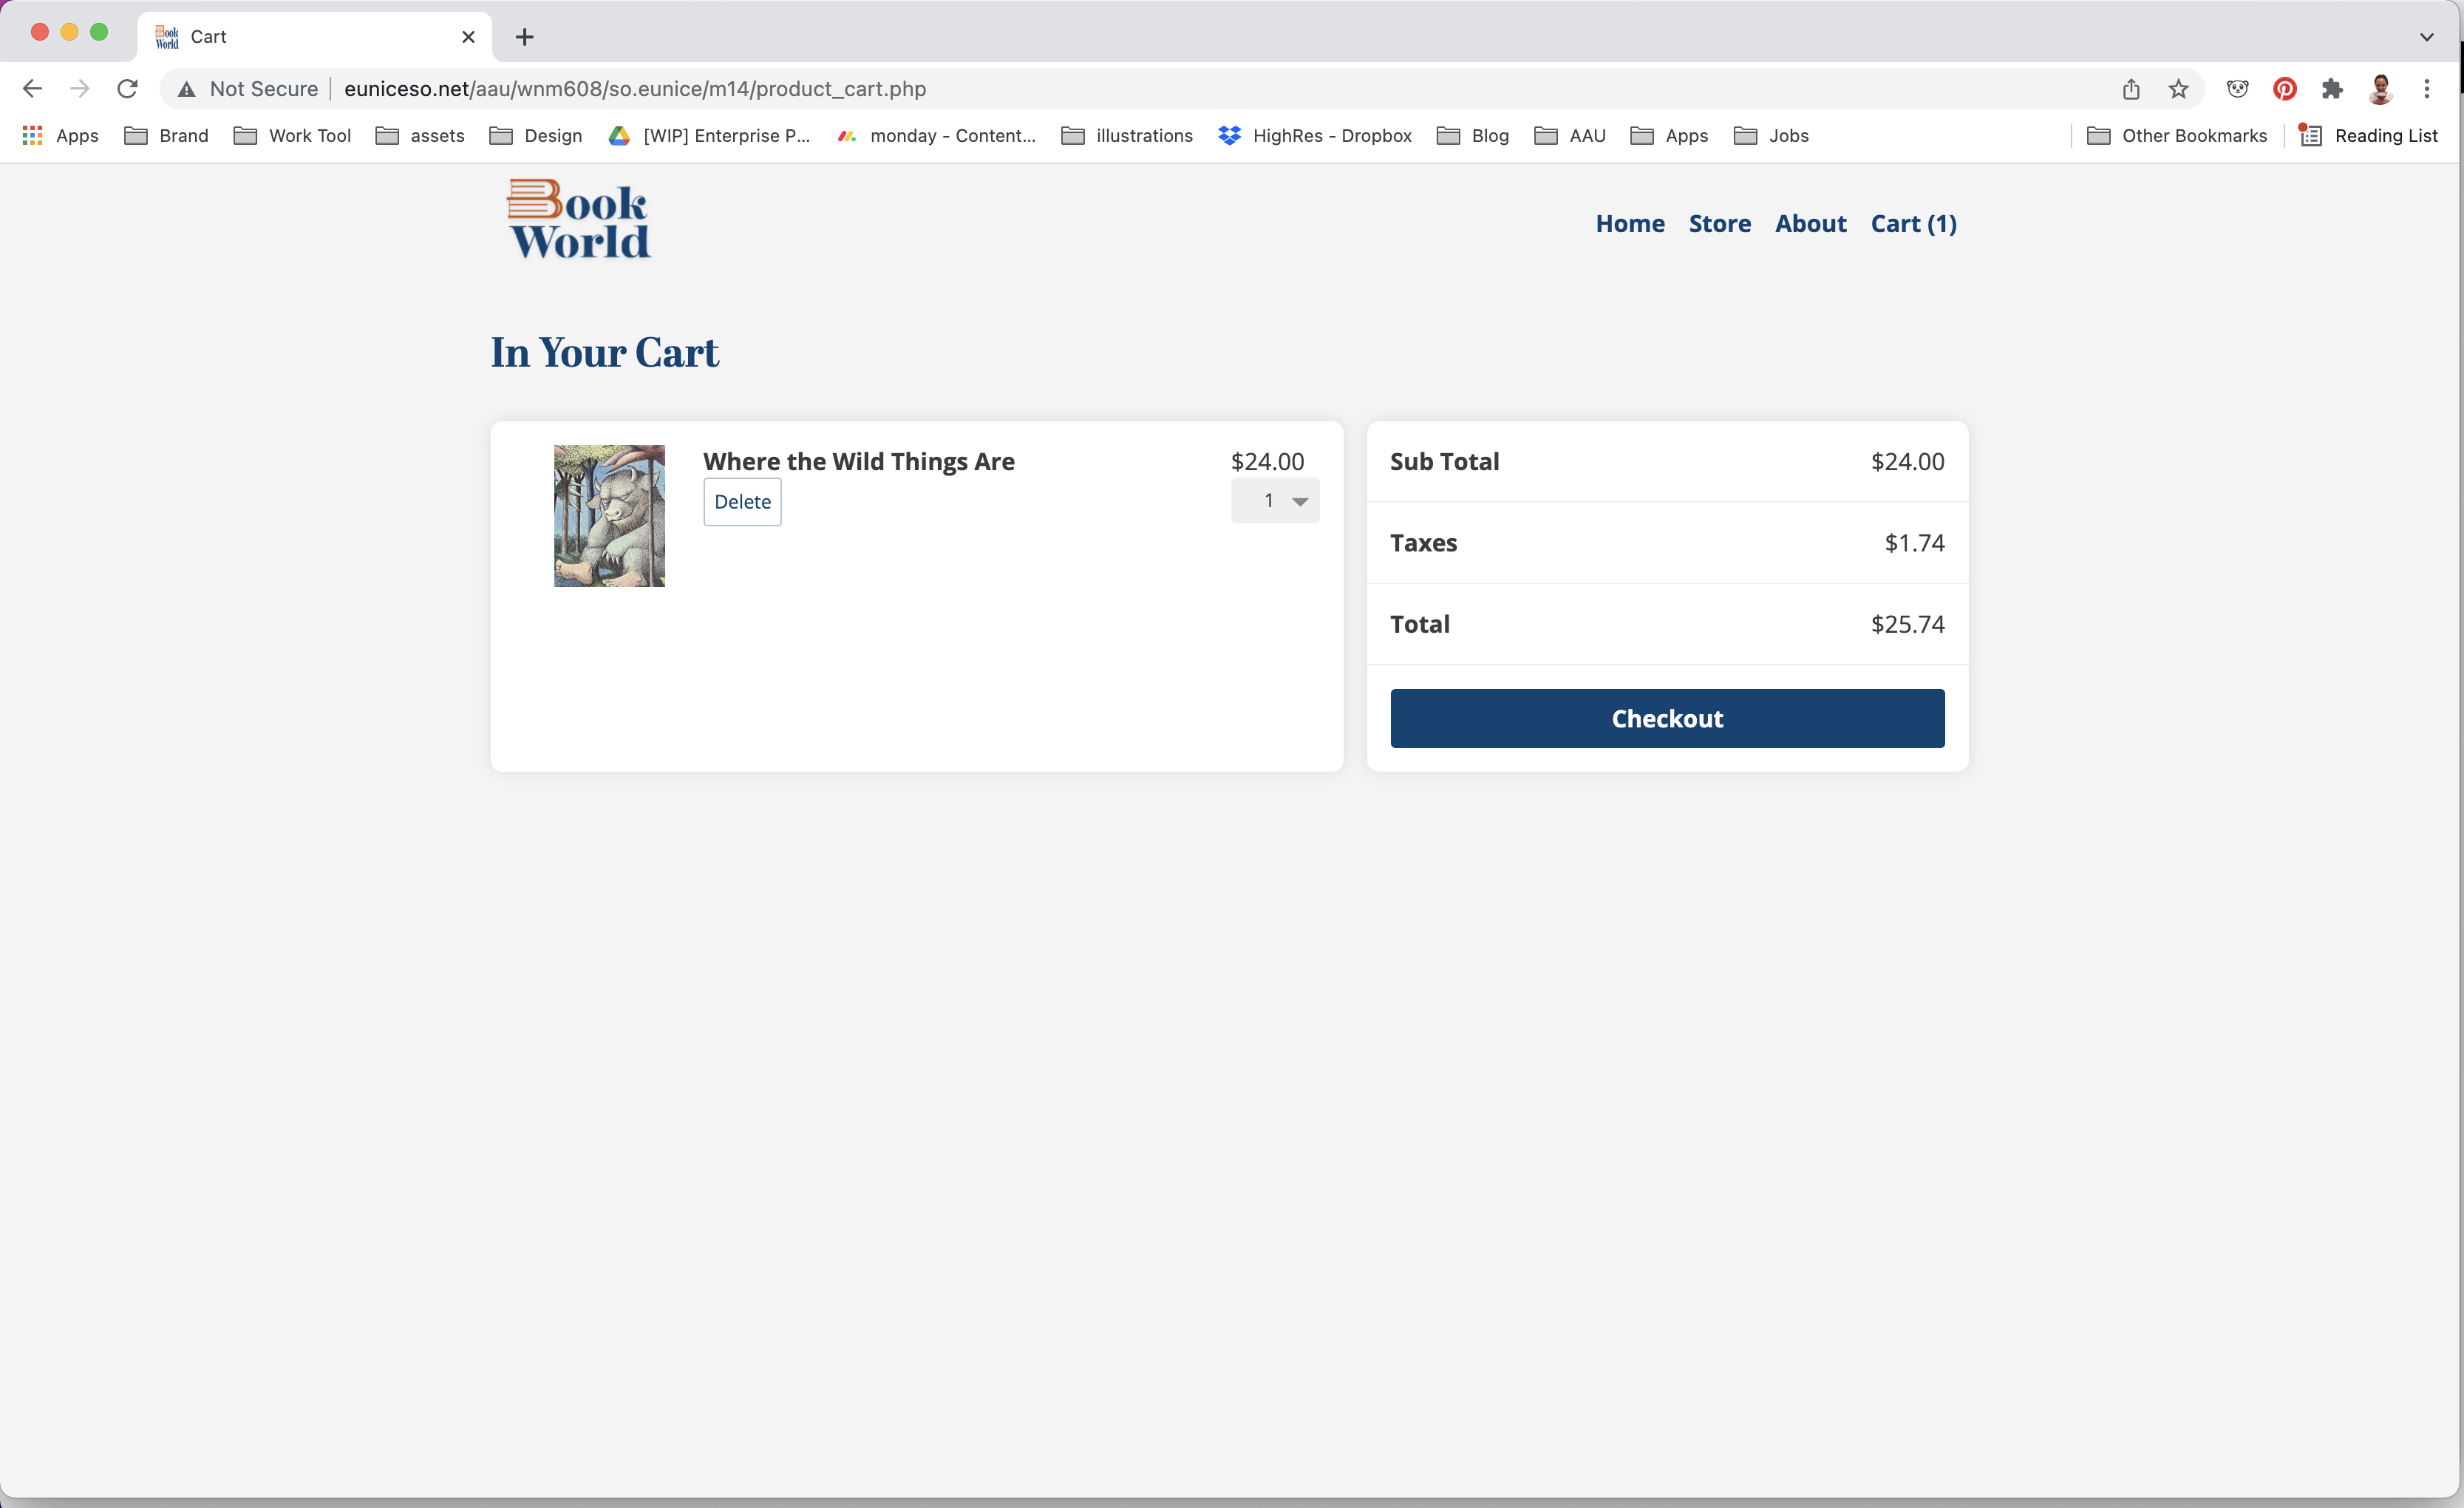 Book World
Cart
Not Secure
euniceso.net/aau/wnm608/so.eunice/m14/product_cart.php
Apps Brand Work Tool assets Design [WIP] Enterprise P... monday - Content... illustrations HighRes - Dropbox Blog AAU Apps Jobs Other Bookmarks Reading List
Book
World
Home Store About Cart (1)
In Your Cart
Where the Wild Things Are $24.00
Delete 1
Sub Total $24.00
Taxes $1.74
Total $25.74
Checkout